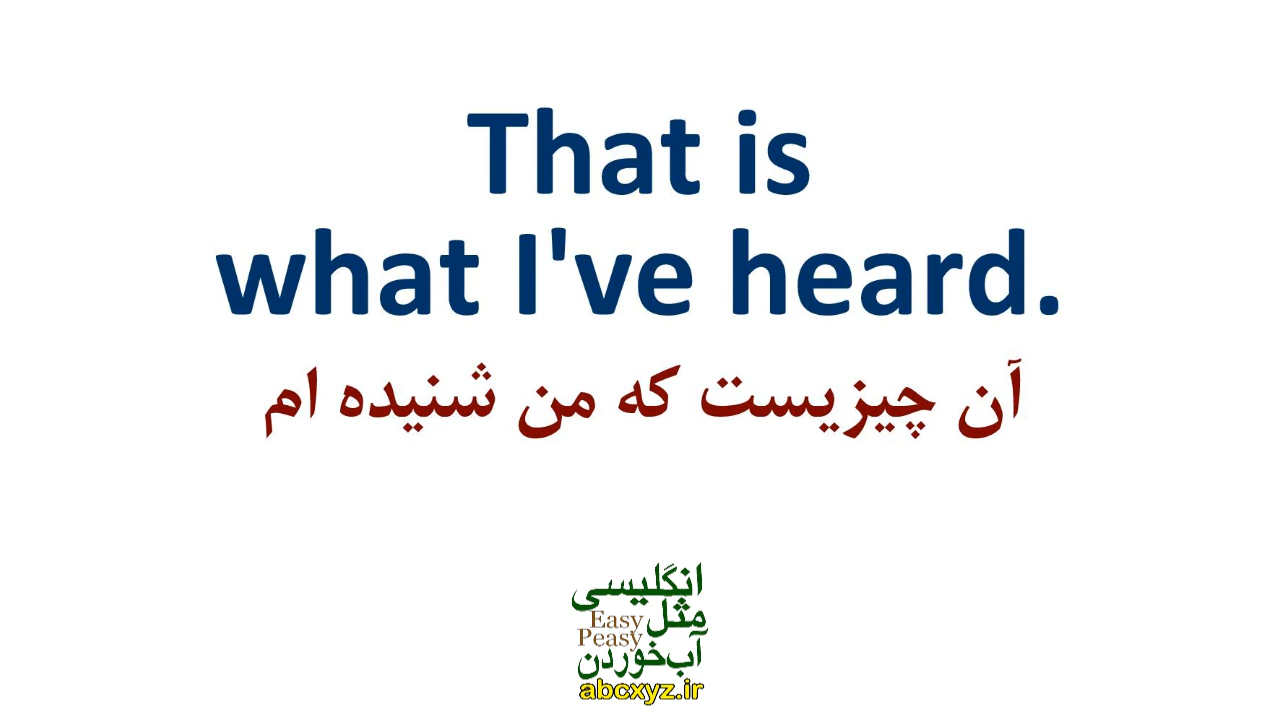 That is
what I've heard.
آن چیزیست که من شنیده ام
انگلیسی
مثل
Easy
Peasy
آب‌خوردن
abcxyz.ir